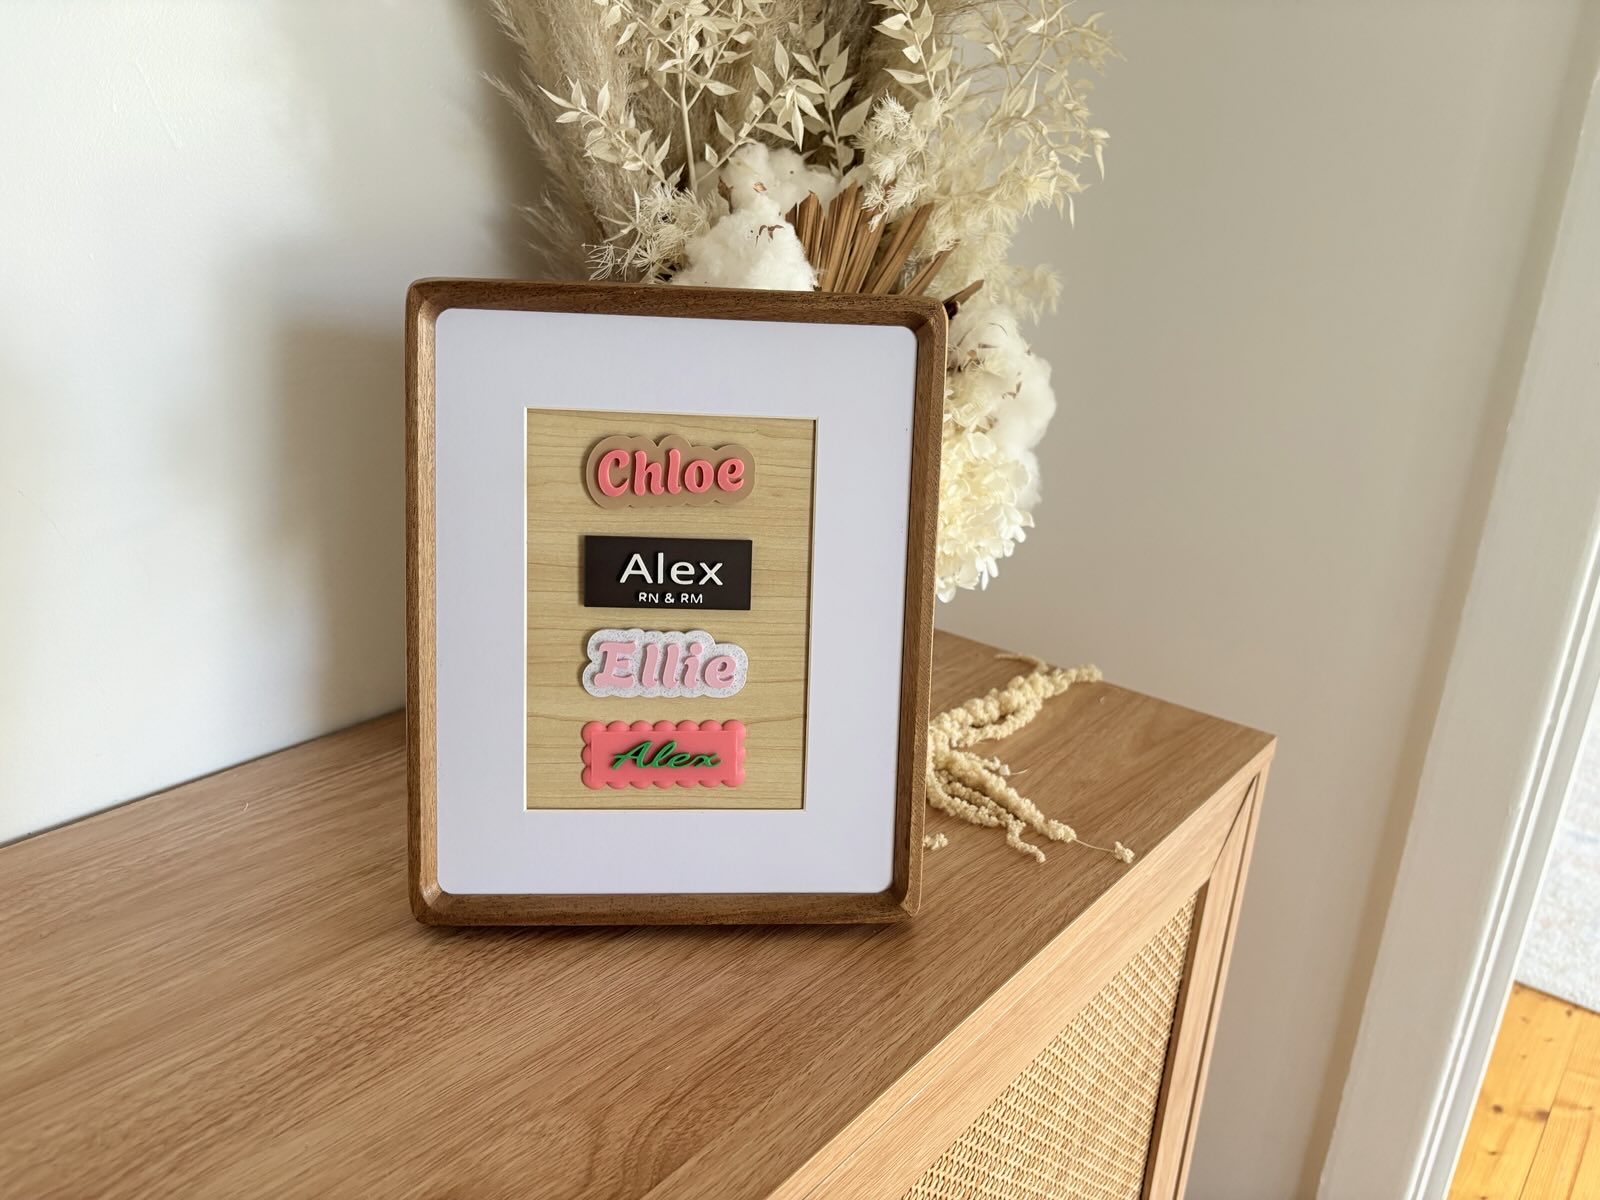 Chloe
Alex
RN & RM
Ellie
Alex